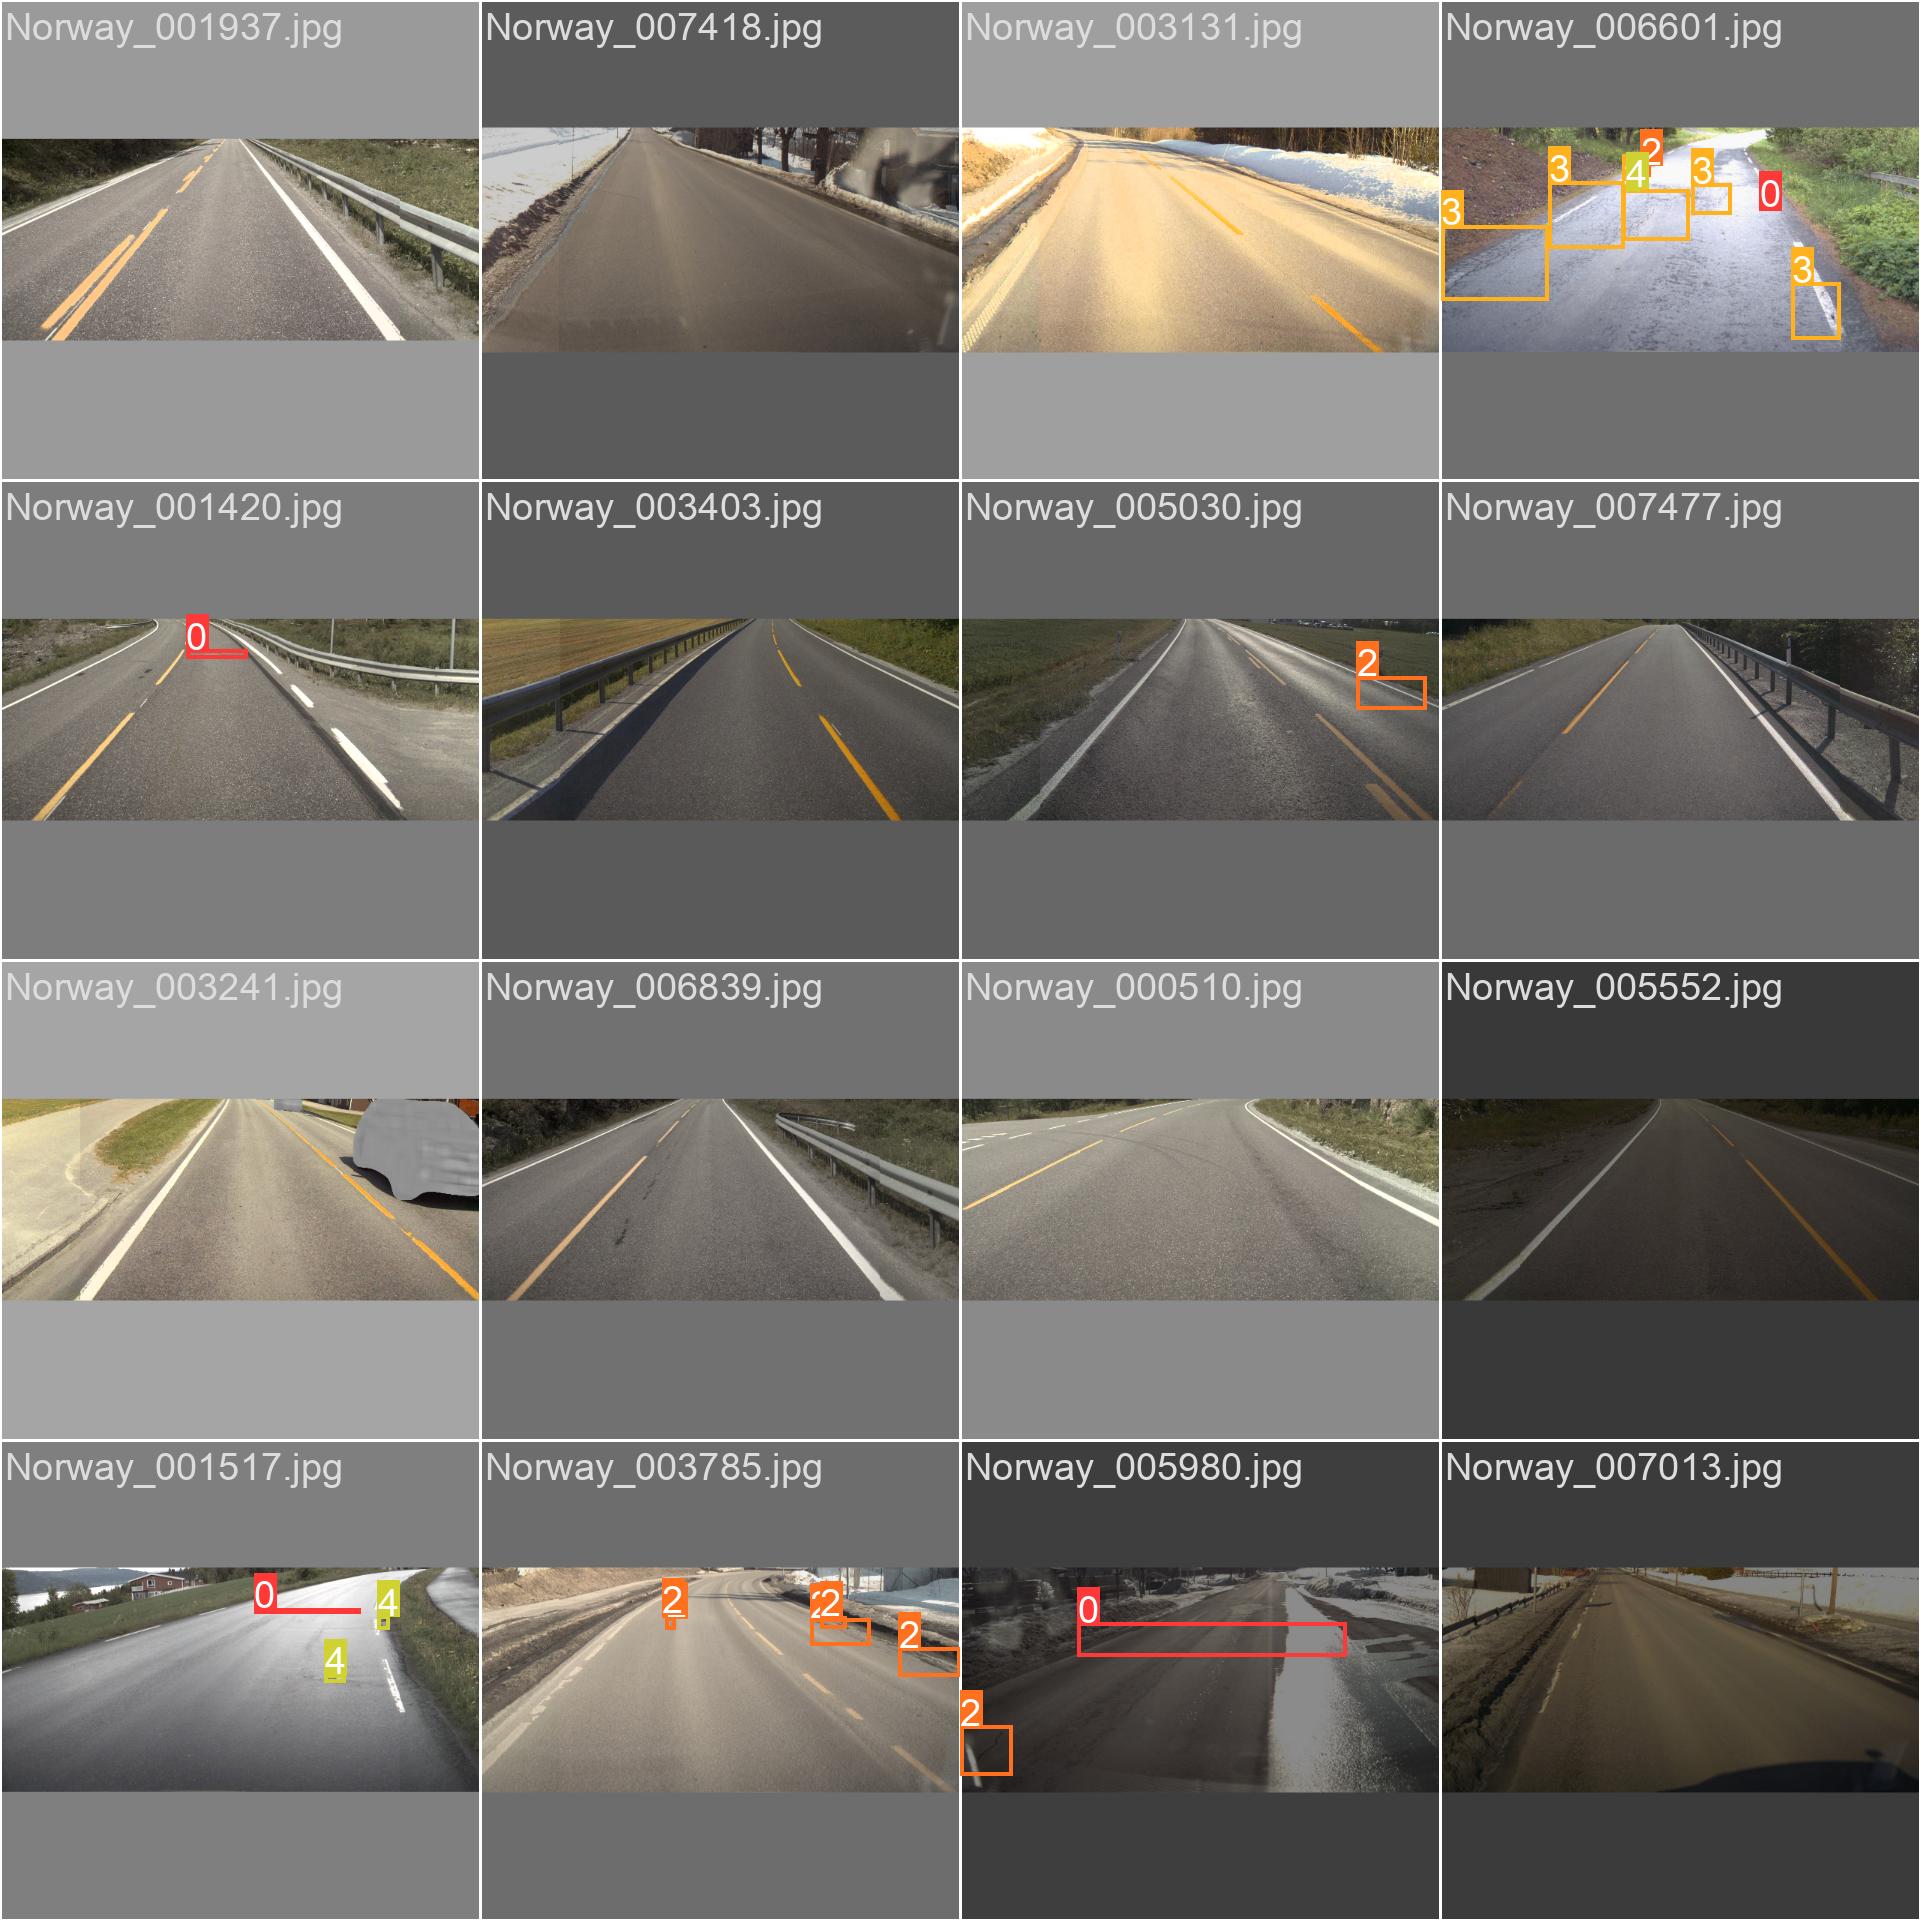 Norway_001937.jpg
Norway_007418.jpg
Norway_003131.jpg
Norway_006601.jpg
2
3
4
3
0
3
3
Norway_001420.jpg
Norway_003403.jpg
Norway_005030.jpg
Norway_007477.jpg
0
2
Norway_003241.jpg
Norway_006839.jpg
Norway_000510.jpg
Norway_005552.jpg
Norway_001517.jpg
Norway_003785.jpg
Norway_005980.jpg
Norway_007013.jpg
0
4
4
2
2
2
0
2